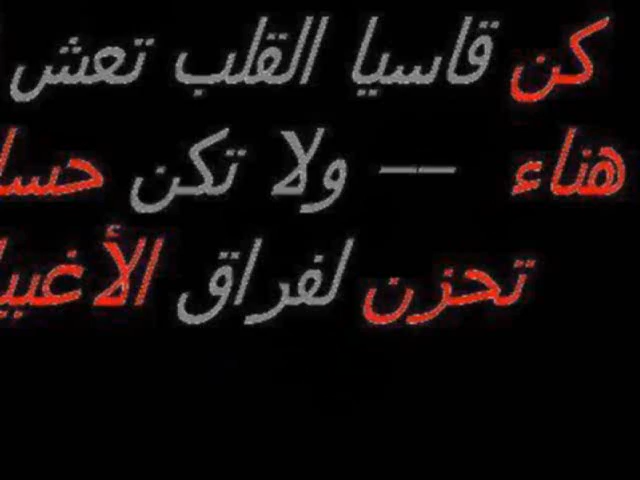 كن قاسيا القلب تعش
هناء — ولا تكن
تحزن لفراق